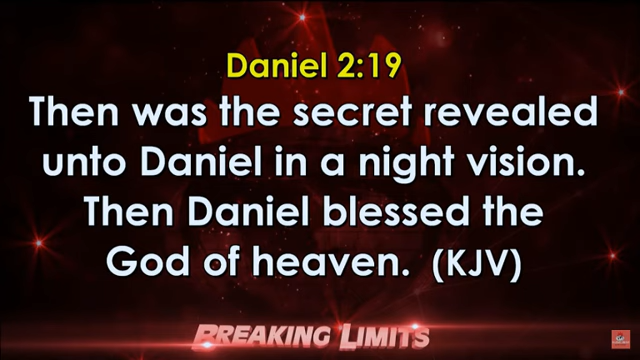 Daniel 2:19
Then was the secret revealed
unto Daniel in a night vision.
Then Daniel blessed the
God of heaven. (KJV)
BREAKING LIMITS